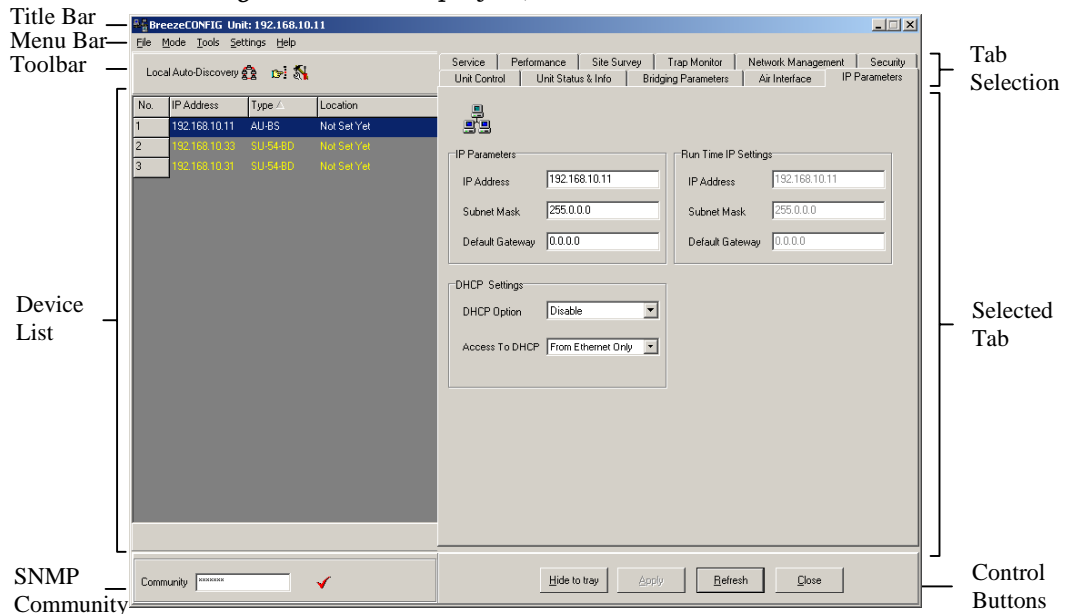 Title Bar
BreezeCONFIG Unit: 192.168.10.11
Menu Bar
File Mode Tools Settings Help
Toolbar
Local Auto-Discovery
Service Performance Site Survey Trap Monitor Network Management Security
Unit Control Unit Status & Info Bridging Parameters Air Interface IP Parameters
Tab
Selection
No. IP Address Type Location
1 192.168.10.11 AU-BS Not Set Yet
2 192.168.10.33 SU-54-BD Not Set Yet
3 192.168.10.31 SU-54-BD Not Set Yet
IP Parameters
IP Address 192.168.10.11
Subnet Mask 255.0.0.0
Default Gateway 0.0.0.0
Run Time IP Settings
IP Address 192.168.10.11
Subnet Mask 255.0.0.0
Default Gateway 0.0.0.0
DHCP Settings
DHCP Option Disable
Access To DHCP From Ethernet Only
Device
List
Selected
Tab
SNMP
Community
Community *******
Hide to tray Apply Refresh Close
Control
Buttons